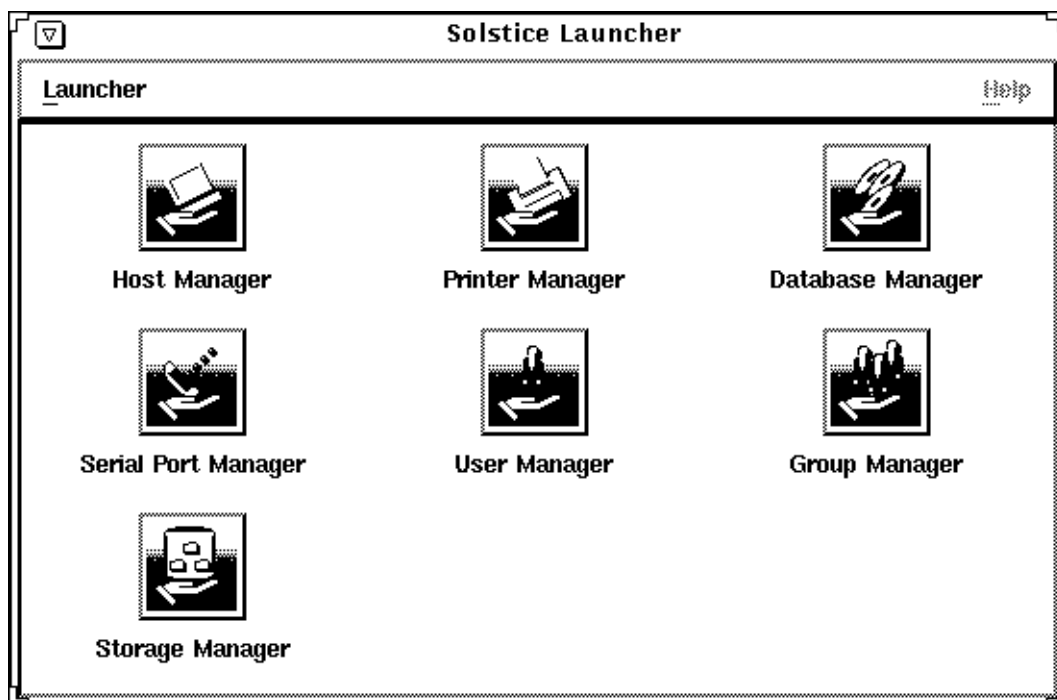 Solstice Launcher
Launcher Help
Host Manager Printer Manager Database Manager
Serial Port Manager User Manager Group Manager
Storage Manager